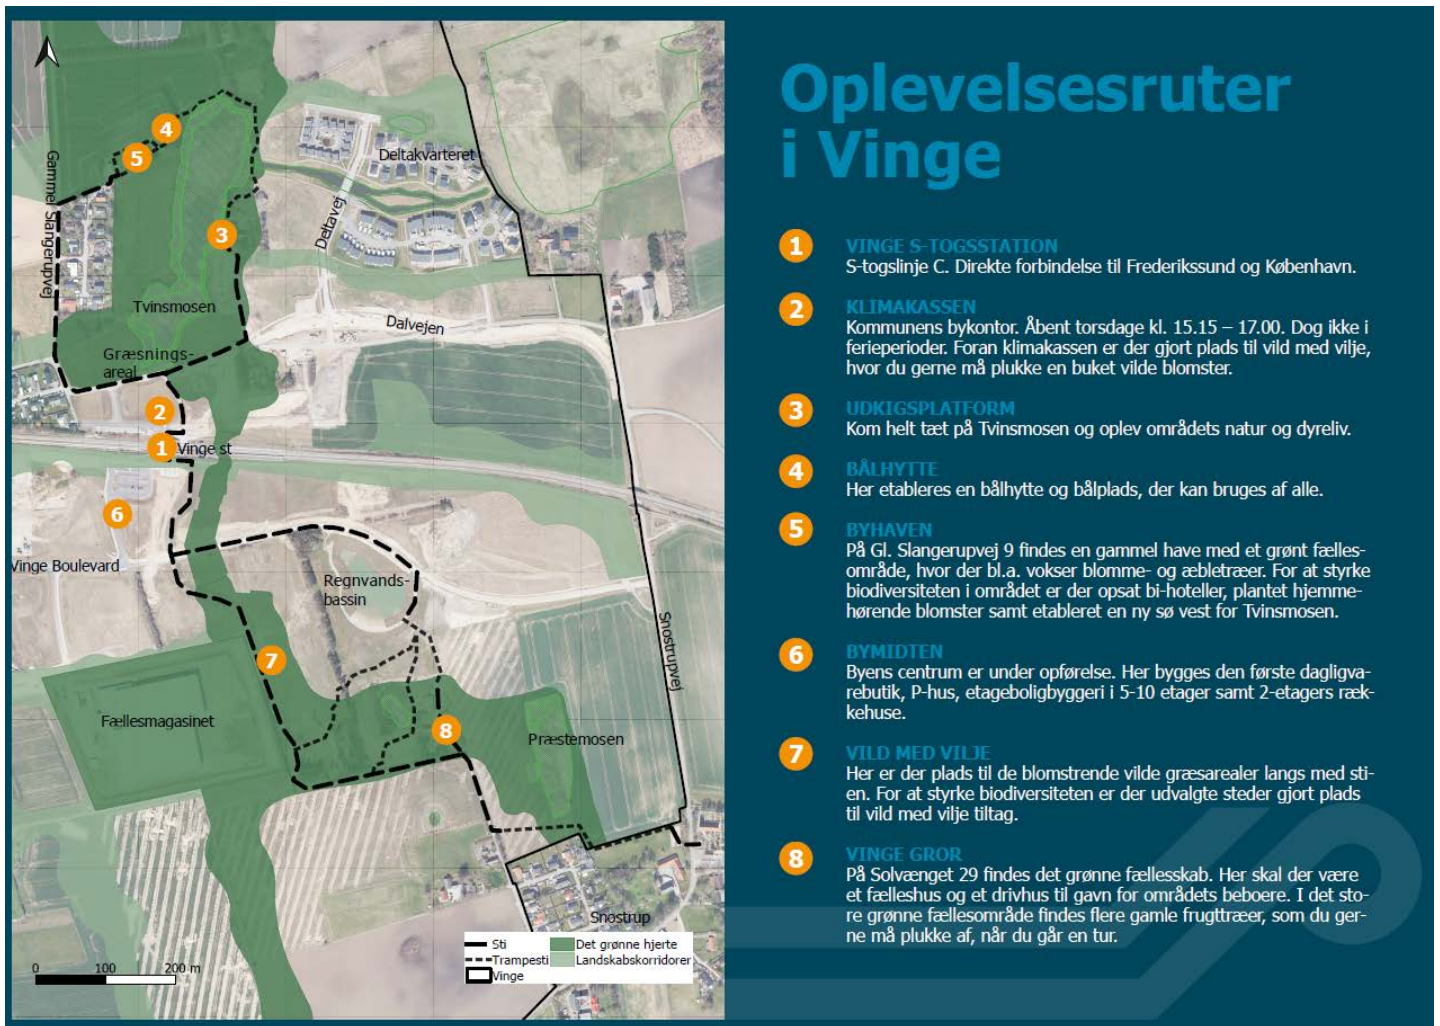 Oplevelsesruter
i Vinge
1 VINGE S-TOGSSTATION
S-togslinje C. Direkte forbindelse til Frederikssund og København.
2 KLIMAKASSEN
Kommunens bykontor. Åbent torsdage kl. 15.15 – 17.00. Dog ikke i
ferieperioder. Foran klimakassen er der gjort plads til vild med vilje,
hvor du gerne må plukke en buket vilde blomster.
3 UDKIGSPLATFORM
Kom helt tæt på Tvinsmosen og oplev områdets natur og dyreliv.
4 BÅLHYTTE
Her etableres en bålhytte og bålplads, der kan bruges af alle.
5 BYHAVEN
På Gl. Slangerupvej 9 findes en gammel have med et grønt fælles-
område, hvor der bl.a. vokser blomme- og æbletræer. For at styrke
biodiversiteten i området er der opsat bi-hoteller, plantet hjemme-
hørende blomster samt etableret en ny sø vest for Tvinsmosen.
6 BYMIDTEN
Byens centrum er under opførelse. Her bygges den første dagligva-
rebutik, P-hus, etageboligbyggeri i 5-10 etager samt 2-etagers ræk-
kehuse.
7 VILD MED VILJE
Her er der plads til de blomstrende vilde græsarealer langs med sti-
en. For at styrke biodiversiteten er der udvalgte steder gjort plads
til vild med vilje tiltag.
8 VINGE GROR
På Solvænget 29 findes det grønne fællesskab. Her skal der være
et fælleshus og et drivhus til gavn for områdets beboere. I det sto-
re grønne fællesområde findes flere gamle frugttræer, som du ger-
ne må plukke af, når du går en tur.
4
5
Deltakvarteret
Gammel Slangerupvej
Deltavej
3
Tvinsmosen
Dalvejen
Græsnings-
areal
2
1 Vinge st
6
Vinge Boulevard
Regnvands-
bassin
Snostrupvej
7
Fællesmagasinet
8
Præstemosen
Snostrup
Sti
Trampesti
Vinge
Det grønne hjerte
Landskabskorridorer
0 100 200 m